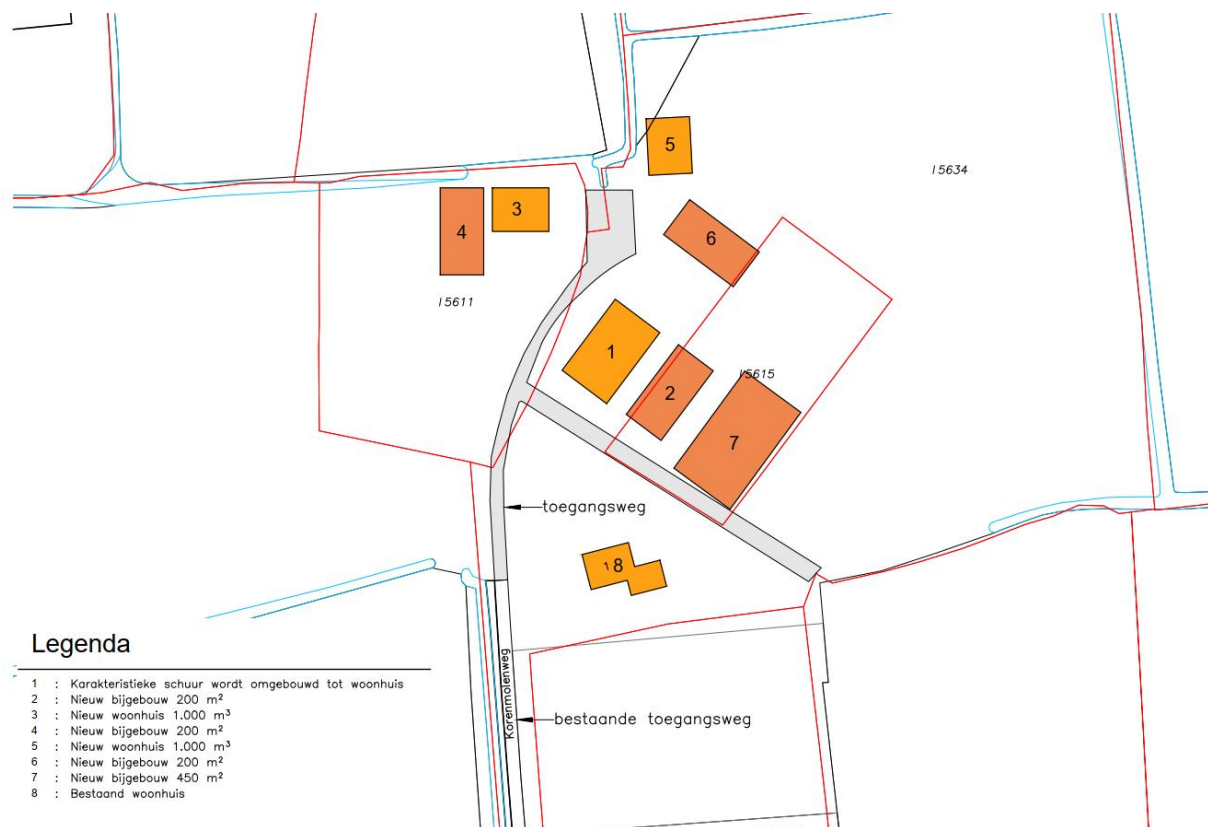 5
15634
3
4
6
15611
1
2
15615
7
toegangsweg
1 8
Korenmolenweg
bestaande toegangsweg
Legenda
1 : Karakteristieke schuur wordt omgebouwd tot woonhuis
2 : Nieuw bijgebouw 200 m²
3 : Nieuw woonhuis 1.000 m³
4 : Nieuw bijgebouw 200 m²
5 : Nieuw woonhuis 1.000 m³
6 : Nieuw bijgebouw 200 m²
7 : Nieuw bijgebouw 450 m²
8 : Bestaand woonhuis